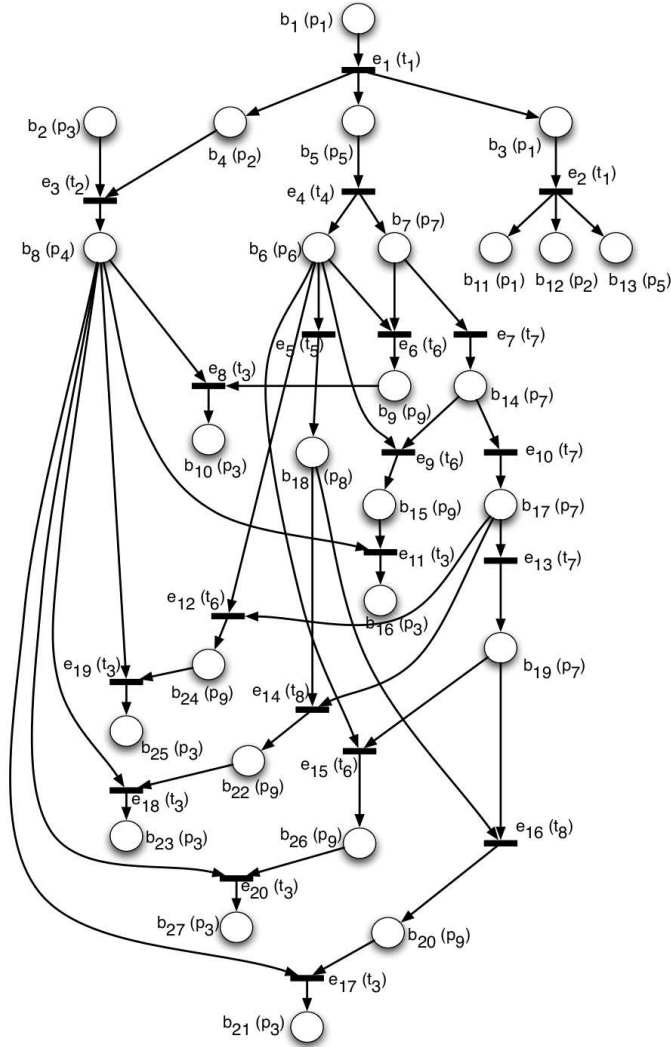 b1 (p1)
e1 (t1)
b2 (p3)
b4 (p2)
b5 (p5)
b3 (p1)
e3 (t2)
e4 (t4)
e2 (t1)
b8 (p4)
b6 (p6)
b7 (p7)
b11 (p1)
b12 (p2)
b13 (p5)
e5 (t5)
e6 (t6)
e7 (t7)
e8 (t3)
b9 (p9)
b14 (p7)
b10 (p3)
b18 (p8)
e9 (t6)
e10 (t7)
b15 (p9)
b17 (p7)
e11 (t3)
e13 (t7)
e12 (t6)
b16 (p3)
e19 (t3)
b24 (p9)
b19 (p7)
e14 (t8)
b25 (p3)
e15 (t6)
b22 (p9)
e18 (t3)
b23 (p3)
b26 (p9)
e16 (t8)
e20 (t3)
b27 (p3)
b20 (p9)
e17 (t3)
b21 (p3)